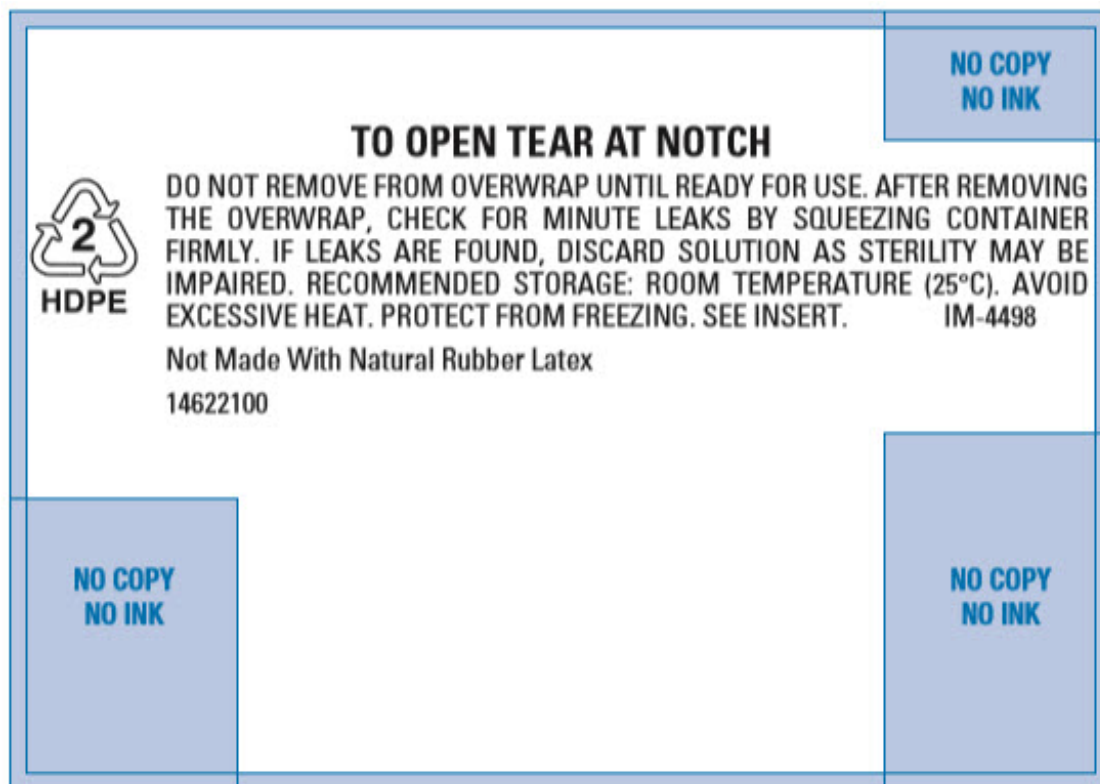 NO COPY
NO INK
TO OPEN TEAR AT NOTCH
DO NOT REMOVE FROM OVERWRAP UNTIL READY FOR USE. AFTER REMOVING
THE OVERWRAP, CHECK FOR MINUTE LEAKS BY SQUEEZING CONTAINER
FIRMLY. IF LEAKS ARE FOUND, DISCARD SOLUTION AS STERILITY MAY BE
IMPAIRED. RECOMMENDED STORAGE: ROOM TEMPERATURE (25°C). AVOID
EXCESSIVE HEAT. PROTECT FROM FREEZING. SEE INSERT. IM-4498
2
HDPE
Not Made With Natural Rubber Latex
14622100
NO COPY
NO INK
NO COPY
NO INK